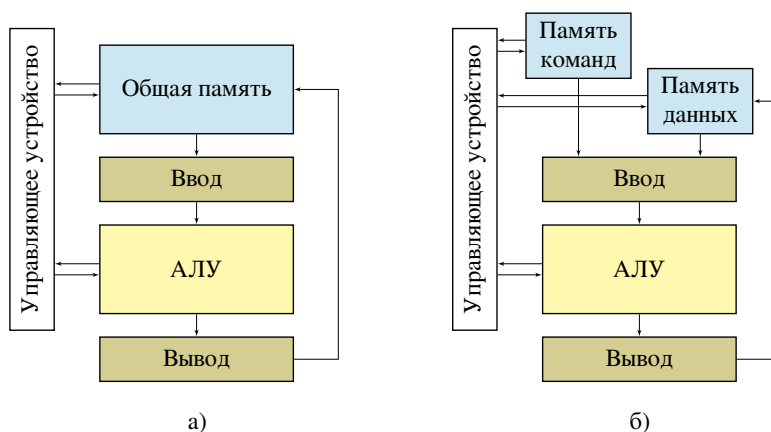 Управляющее устройство
Общая память
Ввод
АЛУ
Вывод
а)
Управляющее устройство
Память
команд
Память
данных
Ввод
АЛУ
Вывод
б)